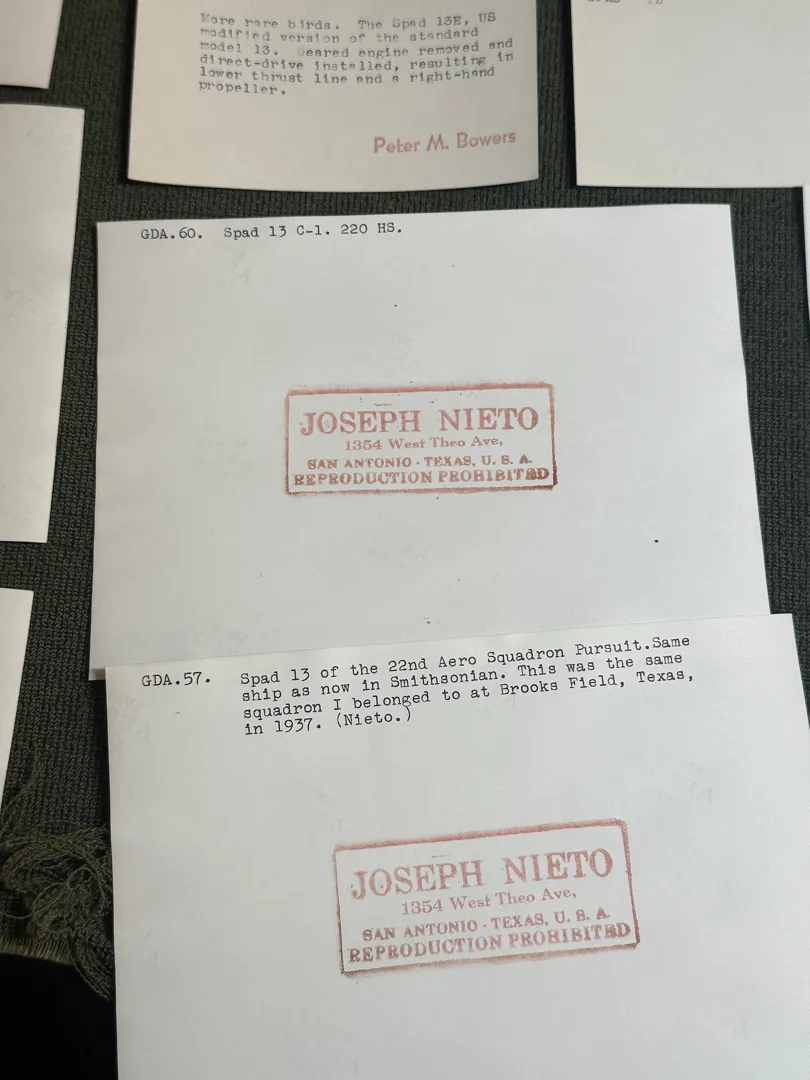 More rare birds. The Spad 13E, US
modified version of the standard
model 13. Geared engine removed and
direct-drive installed, resulting in
lower thrust line and a right-hand
propeller.
Peter M. Bowers
GDA.60. Spad 13 C-1. 220 HS.
JOSEPH NIETO
1354 West Theo Ave,
SAN ANTONIO - TEXAS, U. S. A.
REPRODUCTION PROHIBITED
GDA.57. Spad 13 of the 22nd Aero Squadron Pursuit.Same
ship as now in Smithsonian. This was the same
squadron I belonged to at Brooks Field, Texas,
in 1937. (Nieto.)
JOSEPH NIETO
1354 West Theo Ave,
SAN ANTONIO - TEXAS, U. S. A.
REPRODUCTION PROHIBITED